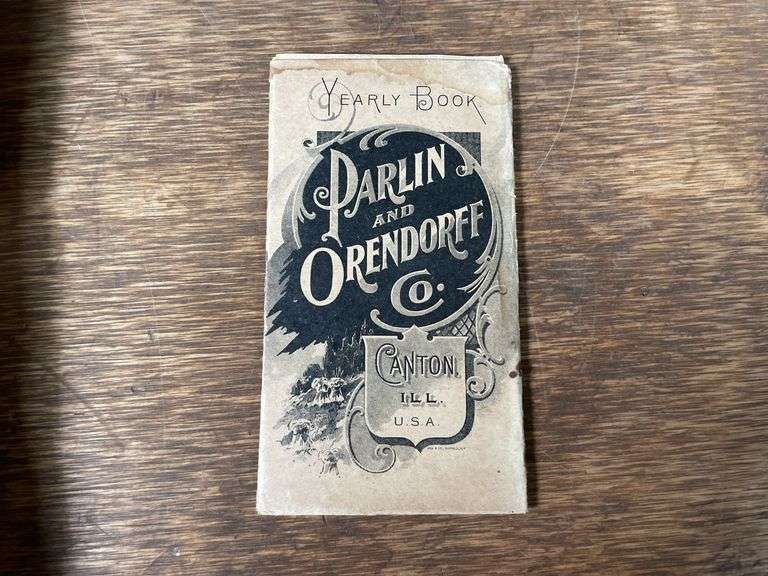 Yearly Book
Parlin
and
Orendorff
Co.
Canton,
Ill.
U.S.A.